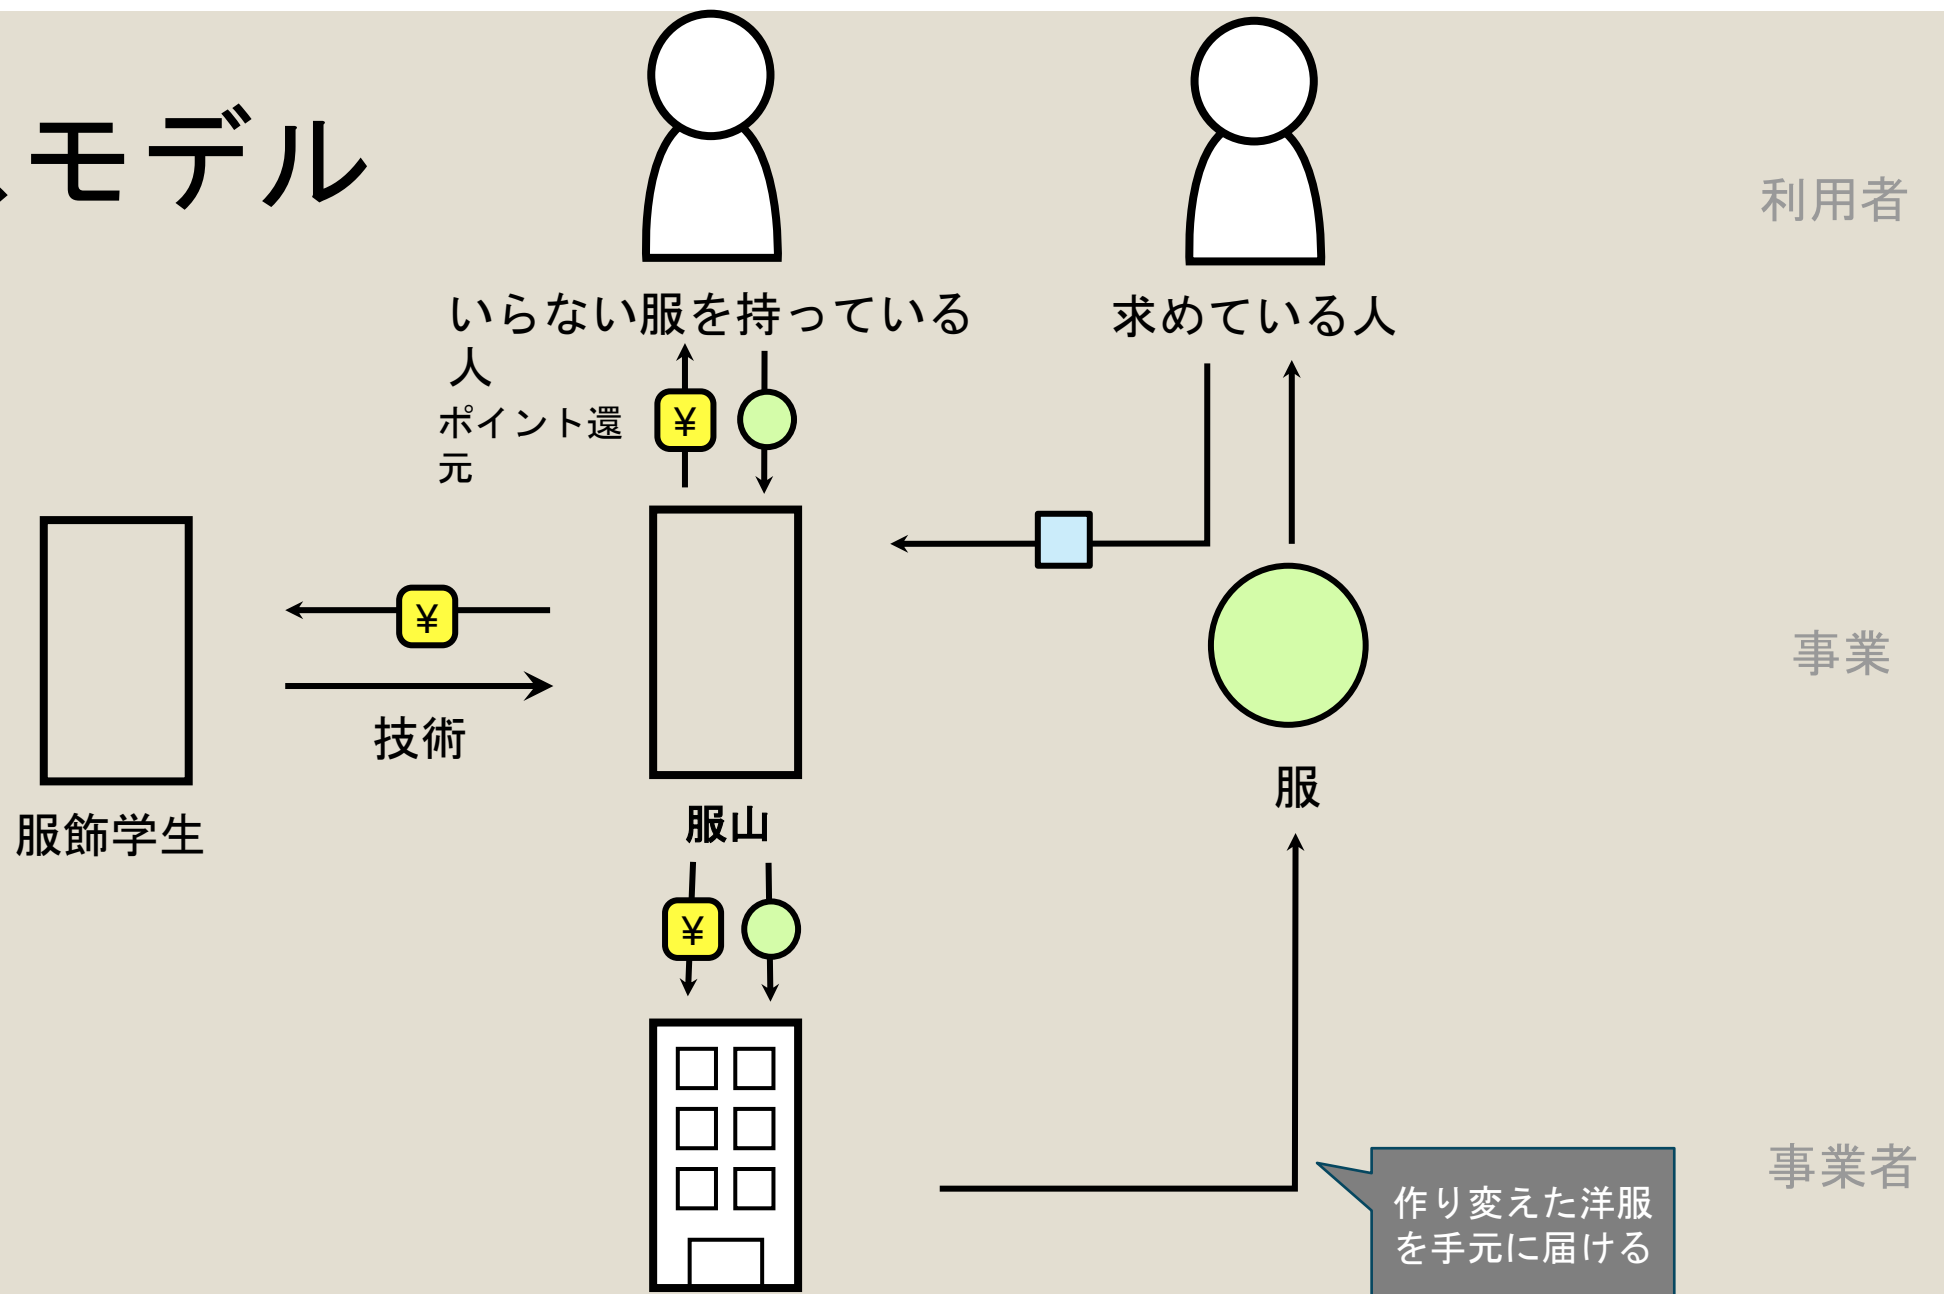 モデル
利用者
いらない服を持っている
人
求めている人
ポイント還
元
¥
¥
技術
事業
服飾学生
服山
服
¥
事業者
作り変えた洋服
を手元に届ける